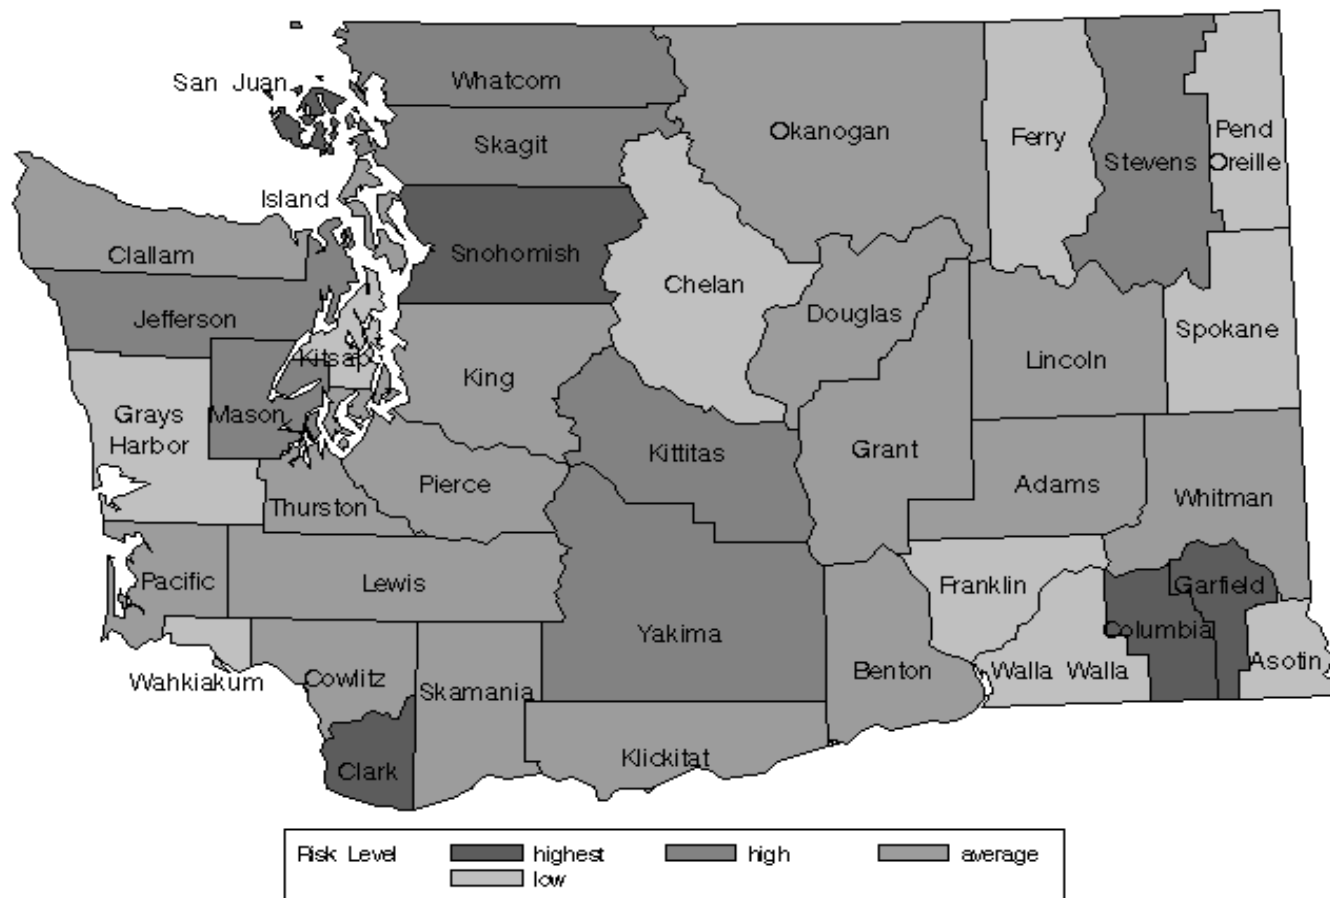 Whatcom
San Juan
Okanogan
Ferry
Pend
Oreille
Skagit
Stevens
Island
Clallam
Snohomish
Chelan
Jefferson
Douglas
Spokane
Kitsap
King
Lincoln
Grays
Harbor
Mason
Kittitas
Grant
Pierce
Adams
Whitman
Thurston
Pacific
Lewis
Franklin
Garfield
Yakima
Columbia
Wahkiakum
Cowlitz
Skamania
Benton
Walla Walla
Asotin
Clark
Klickitat
Risk Level highest high average
low